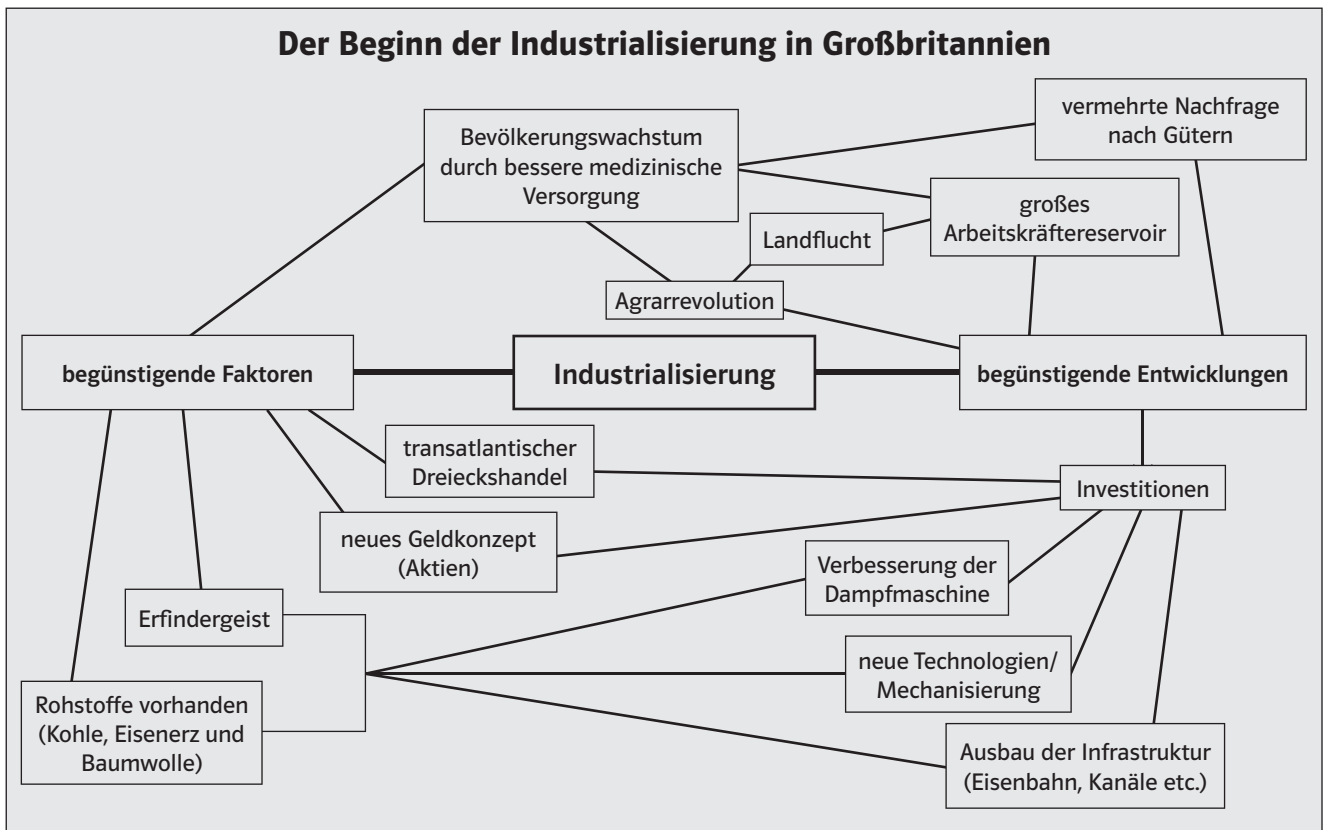 Der Beginn der Industrialisierung in Großbritannien
vermehrte Nachfrage
nach Gütern
Bevölkerungswachstum
durch bessere medizinische
Versorgung
großes
Arbeitskräftereservoir
Landflucht
Agrarrevolution
begünstigende Faktoren
Industrialisierung
begünstigende Entwicklungen
transatlantischer
Dreieckshandel
Investitionen
neues Geldkonzept
(Aktien)
Verbesserung der
Dampfmaschine
Erfindergeist
neue Technologien/
Mechanisierung
Rohstoffe vorhanden
(Kohle, Eisenerz und
Baumwolle)
Ausbau der Infrastruktur
(Eisenbahn, Kanäle etc.)